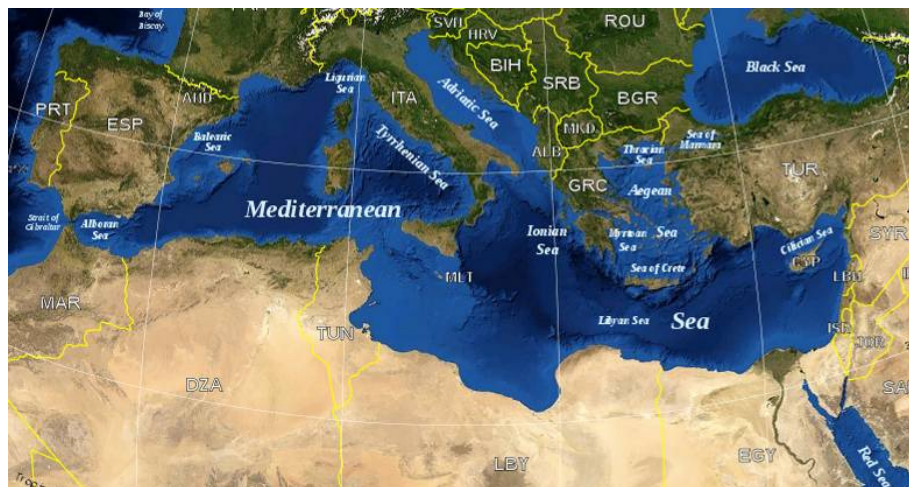 Bay of
Biscay
FRA
SVN
HRV
ROU
BIH
SRB
Black Sea
Ligurian
Sea
ITA
Adriatic Sea
BGR
PRT
ESP
AND
MKD
Sea of
Marmara
Balearic
Sea
Tyrrhenian Sea
ALB
Thracian
Sea
TUR
GRC
Aegean
Sea
Strait of
Gibraltar
Alboran
Sea
Mediterranean
Sea
Ionian
Sea
Myrtoan
Sea
Cilician Sea
SYR
CYP
Sea of Crete
MLT
LBN
MAR
TUN
Libyan Sea
ISR
JOR
DZA
LBY
EGY
Red Sea